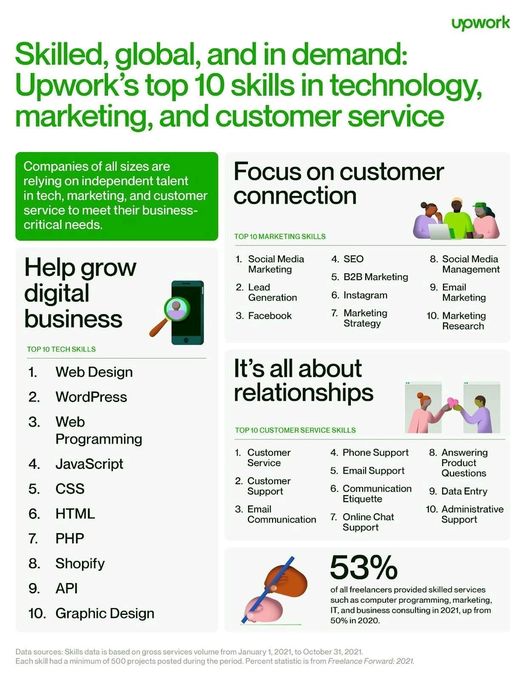 upwork
Skilled, global, and in demand:
Upwork's top 10 skills in technology,
marketing, and customer service
Companies of all sizes are
relying on independent talent
in tech, marketing, and customer
service to meet their business-
critical needs.
Help grow
digital
business
TOP 10 TECH SKILLS
1. Web Design
2. WordPress
3. Web
Programming
4. JavaScript
5. CSS
6. HTML
7. PHP
8. Shopify
9. API
10. Graphic Design
Focus on customer
connection
TOP 10 MARKETING SKILLS
1. Social Media
Marketing
2. Lead
Generation
3. Facebook
4. SEO
5. B2B Marketing
6. Instagram
7. Marketing
Strategy
8. Social Media
Management
9. Email
Marketing
10. Marketing
Research
It's all about
relationships
TOP 10 CUSTOMER SERVICE SKILLS
1. Customer
Service
2. Customer
Support
3. Email
Communication
4. Phone Support
5. Email Support
6. Communication
Etiquette
7. Online Chat
Support
8. Answering
Product
Questions
9. Data Entry
10. Administrative
Support
53%
of all freelancers provided skilled services
such as computer programming, marketing,
IT, and business consulting in 2021, up from
50% in 2020.
Data sources: Skills data is based on gross services volume from January 1, 2021, to October 31, 2021.
Each skill had a minimum of 500 projects posted during the period. Percent statistic is from Freelance Forward: 2021.